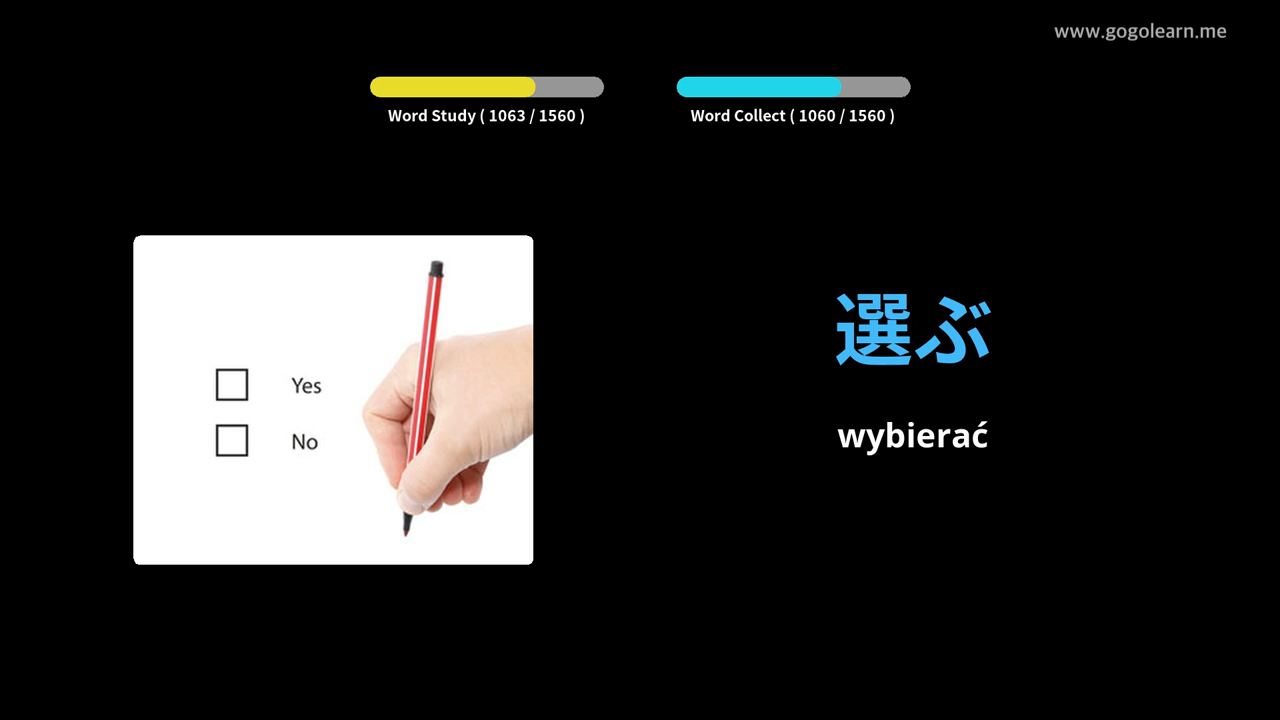 www.gogolearn.me
Word Study ( 1063 / 1560 )
Word Collect ( 1060 / 1560 )
Yes
No
選ぶ
wybierać